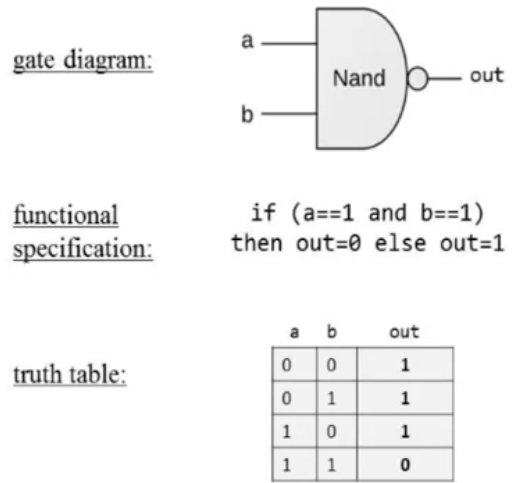 gate diagram:
a
Nand
out
b
functional
specification:
if (a==1 and b==1)
then out=0 else out=1
truth table:
a b out
0 0 1
0 1 1
1 0 1
1 1 0